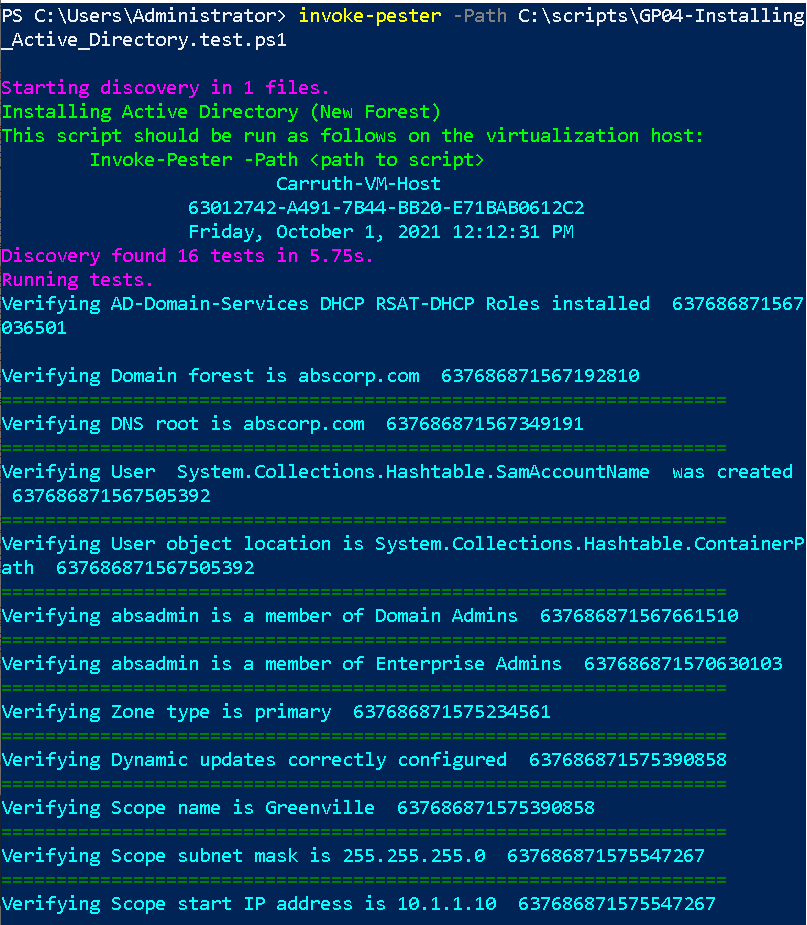 PS C:\Users\Administrator> invoke-pester -Path C:\scripts\GP04-Installing
_Active_Directory.test.ps1
Starting discovery in 1 files.
Installing Active Directory (New Forest)
This script should be run as follows on the virtualization host:
Invoke-Pester -Path <path to script>
Carruth-VM-Host
63012742-A491-7B44-BB20-E71BAB0612C2
Friday, October 1, 2021 12:12:31 PM
Discovery found 16 tests in 5.75s.
Running tests.
Verifying AD-Domain-Services DHCP RSAT-DHCP Roles installed  637686871567
036501
Verifying Domain forest is abscorp.com  637686871567192810
==================================================================
Verifying DNS root is abscorp.com  637686871567349191
==================================================================
Verifying User  System.Collections.Hashtable.SamAccountName  was created
637686871567505392
==================================================================
Verifying User object location is System.Collections.Hashtable.ContainerP
ath  637686871567505392
==================================================================
Verifying absadmin is a member of Domain Admins  637686871567661510
==================================================================
Verifying absadmin is a member of Enterprise Admins  637686871570630103
==================================================================
Verifying Zone type is primary  637686871575234561
==================================================================
Verifying Dynamic updates correctly configured  637686871575390858
==================================================================
Verifying Scope name is Greenville  637686871575390858
==================================================================
Verifying Scope subnet mask is 255.255.255.0  637686871575547267
==================================================================
Verifying Scope start IP address is 10.1.1.10  637686871575547267